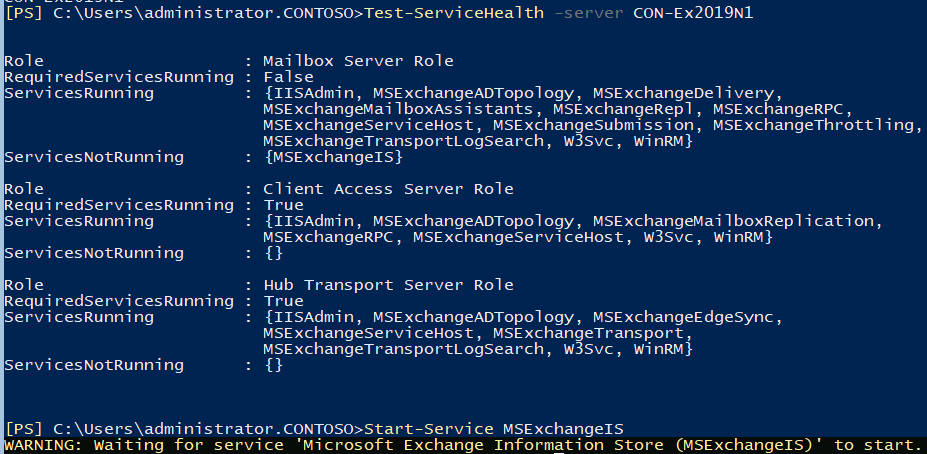 [PS] C:\Users\administrator.CONTOSO>Test-ServiceHealth -server CON-Ex2019N1
Role : Mailbox Server Role
RequiredServicesRunning : False
ServicesRunning : {IISAdmin, MSExchangeADTopology, MSExchangeDelivery,
MSExchangeMailboxAssistants, MSExchangeRepl, MSExchangeRPC,
MSExchangeServiceHost, MSExchangeSubmission, MSExchangeThrottling,
MSExchangeTransportLogSearch, W3Svc, WinRM}
ServicesNotRunning : {MSExchangeIS}
Role : Client Access Server Role
RequiredServicesRunning : True
ServicesRunning : {IISAdmin, MSExchangeADTopology, MSExchangeMailboxReplication,
MSExchangeRPC, MSExchangeServiceHost, W3Svc, WinRM}
ServicesNotRunning : {}
Role : Hub Transport Server Role
RequiredServicesRunning : True
ServicesRunning : {IISAdmin, MSExchangeADTopology, MSExchangeEdgeSync,
MSExchangeServiceHost, MSExchangeTransport,
MSExchangeTransportLogSearch, W3Svc, WinRM}
ServicesNotRunning : {}
[PS] C:\Users\administrator.CONTOSO>Start-Service MSExchangeIS
WARNING: Waiting for service 'Microsoft Exchange Information Store (MSExchangeIS)' to start.